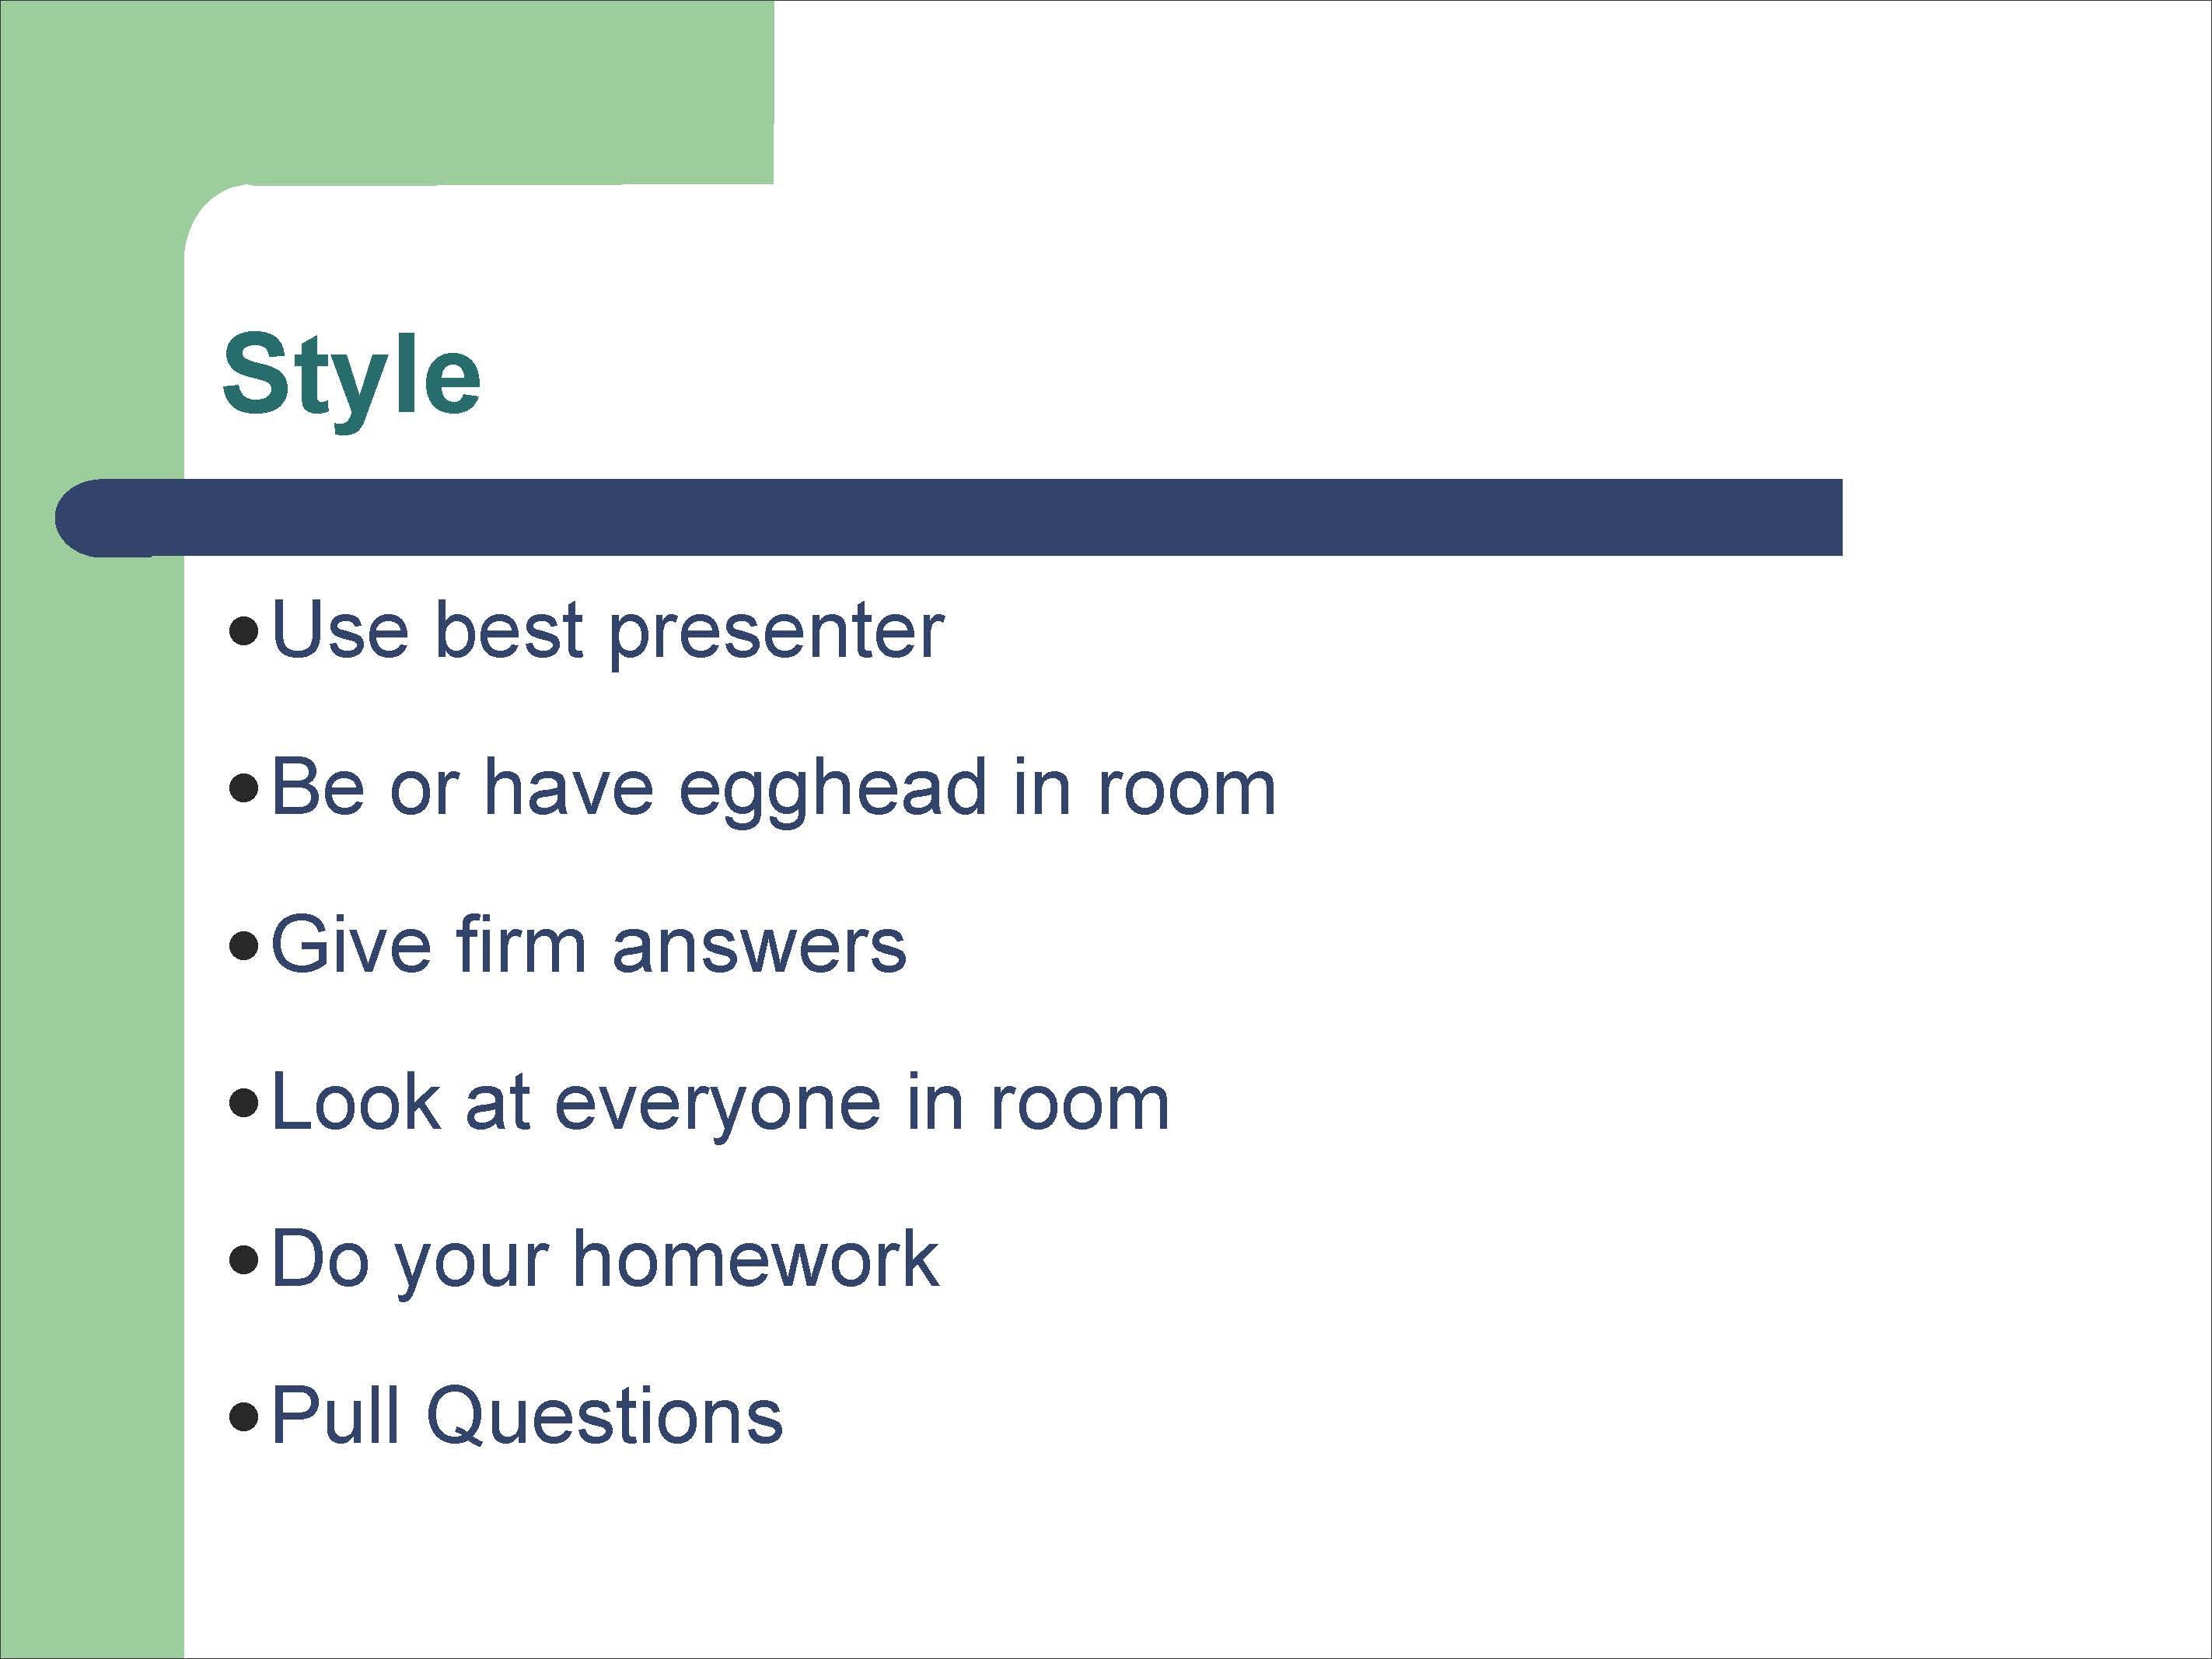 Style
•Use best presenter
•Be or have egghead in room
•Give firm answers
•Look at everyone in room
•Do your homework
•Pull Questions